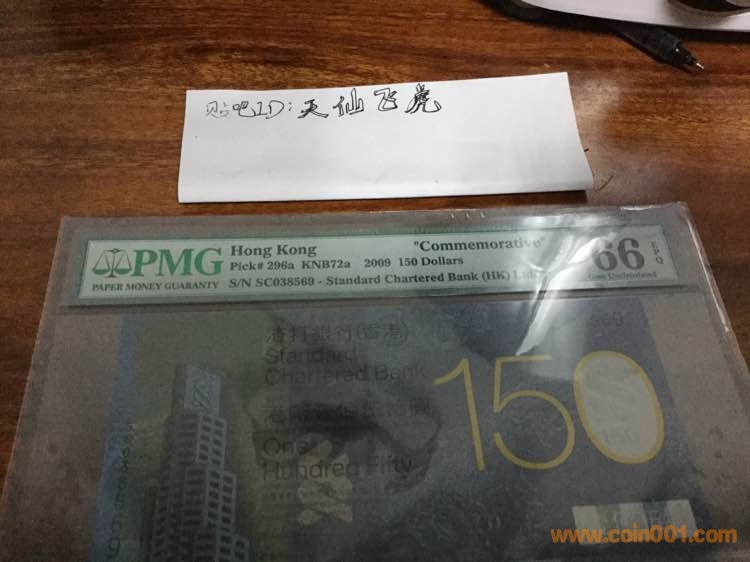 贴吧ID:天仙飞虎
PMG
PAPER MONEY GUARANTY
Hong Kong "Commemorative"
Pick# 296a KNB72a 2009 150 Dollars
S/N SC038569 - Standard Chartered Bank (HK) Ltd
66 EPQ
Gem Uncirculated
渣打銀行(香港)
Standard
Chartered Bank
150
One
Hundred Fifty
www.coin001.com